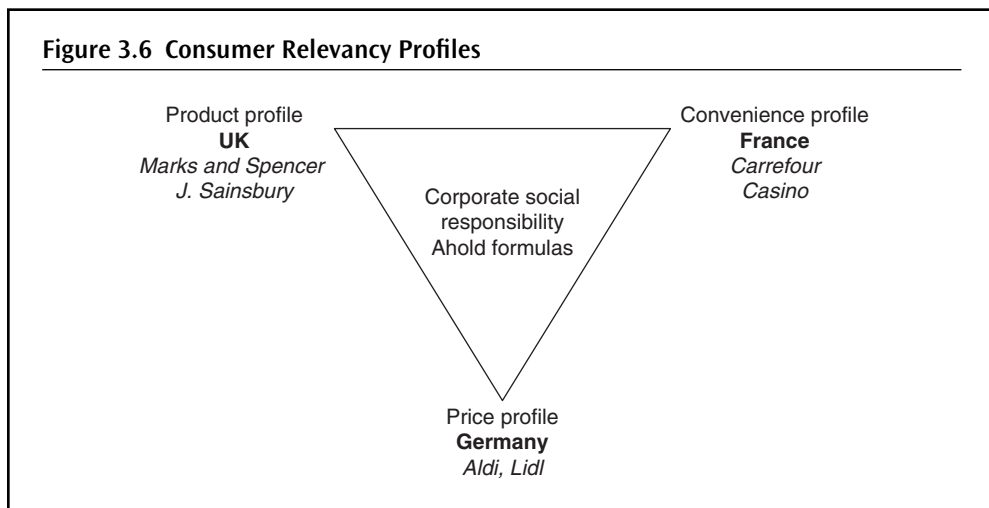 Figure 3.6 Consumer Relevancy Profiles
Product profile
UK
Marks and Spencer
J. Sainsbury
Convenience profile
France
Carrefour
Casino
Corporate social
responsibility
Ahold formulas
Price profile
Germany
Aldi, Lidl